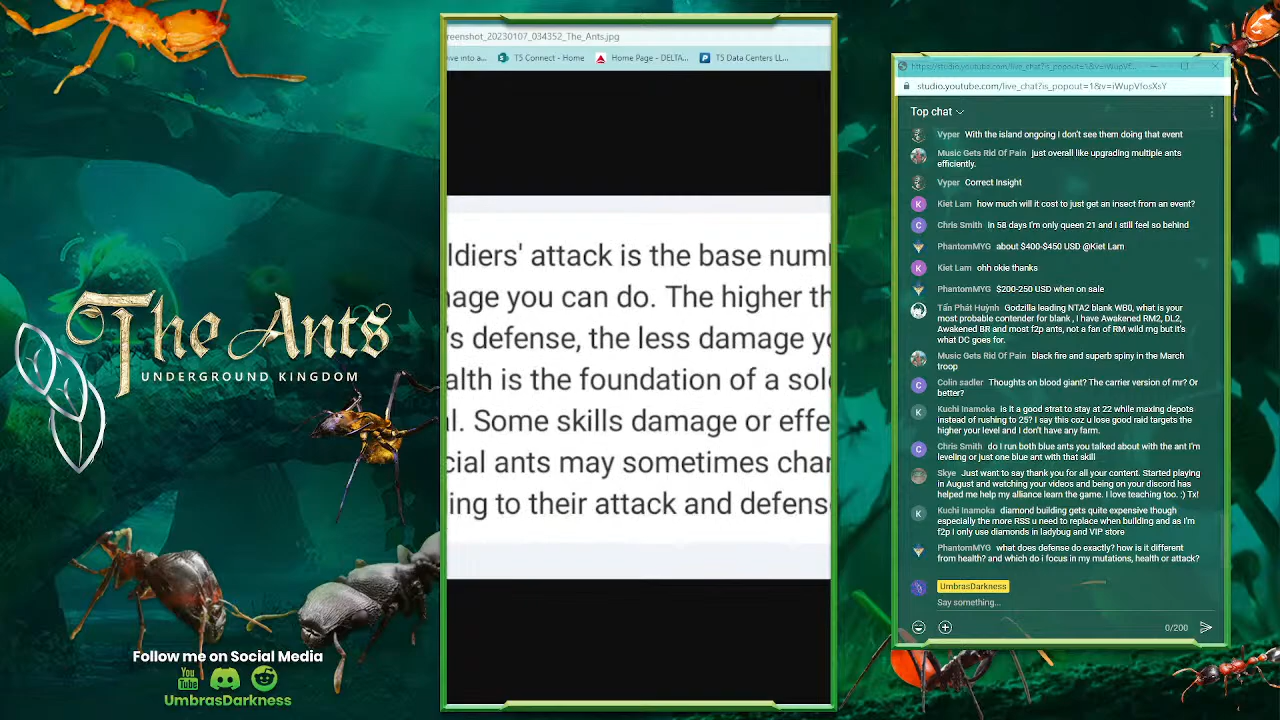 The Ants
UNDERGROUND KINGDOM
Follow me on Social Media
You
Tube
UmbrasDarkness
reenshot_20230107_034352_The_Ants.jpg
ve into a...
T5 Connect - Home
Home Page - DELTA...
T5 Data Centers LL...
ldiers' attack is the base num
age you can do. The higher th
's defense, the less damage y
alth is the foundation of a sol
l. Some skills damage or effe
cial ants may sometimes char
ing to their attack and defens
https://studio.youtube.com/live_chat?is_popout=1&v=iWupVf...
studio.youtube.com/live_chat?is_popout=1&v=iWupVfosXsY
Top chat
Vyper With the island ongoing I don't see them doing that event
Music Gets Rid Of Pain just overall like upgrading multiple ants
efficiently.
Vyper Correct Insight
K
Kiet Lam how much will it cost to just get an insect from an event?
C
Chris Smith In 58 days I'm only queen 21 and I still feel so behind
PhantomMYG about $400-$450 USD @Kiet Lam
K
Kiet Lam ohh okie thanks
PhantomMYG $200-250 USD when on sale
Tấn Phát Huỳnh Godzilla leading NTA2 blank WB0, what is your
most probable contender for blank , I have Awakened RM2, DL2,
Awakened BR and most f2p ants, not a fan of RM wild mg but it's
what DC goes for.
Music Gets Rid Of Pain black fire and superb spiny in the March
troop
C
Colin sadler Thoughts on blood giant? The carrier version of mr? Or
better?
K
Kuchi Inamoka is it a good strat to stay at 22 while maxing depots
instead of rushing to 25? I say this coz u lose good raid targets the
higher your level and I don't have any farm.
C
Chris Smith do I run both blue ants you talked about with the ant I'm
leveling or just one blue ant with that skill
Skye Just want to say thank you for all your content. Started playing
in August and watching your videos and being on your discord has
helped me help my alliance learn the game. I love teaching too. :) Tx!
K
Kuchi Inamoka diamond building gets quite expensive though
especially the more RSS u need to replace when building and as I'm
f2p I only use diamonds in ladybug and VIP store
PhantomMYG what does defense do exactly? how is it different
from health? and which do i focus in my mutations, health or attack?
UmbrasDarkness
Say something...
0/200